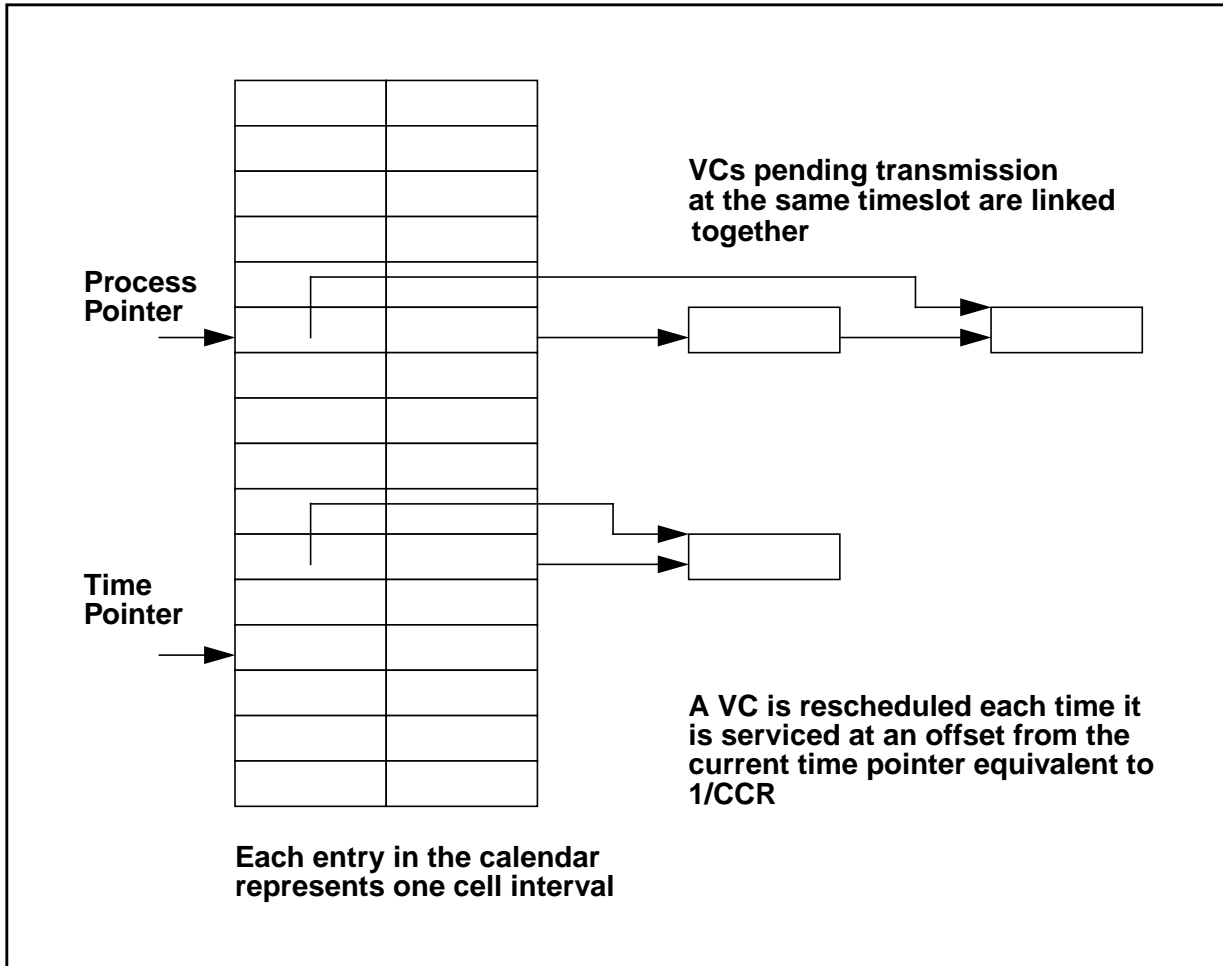 VCs pending transmission
at the same timeslot are linked
together
Process
Pointer
Time
Pointer
A VC is rescheduled each time it
is serviced at an offset from the
current time pointer equivalent to
1/CCR
Each entry in the calendar
represents one cell interval